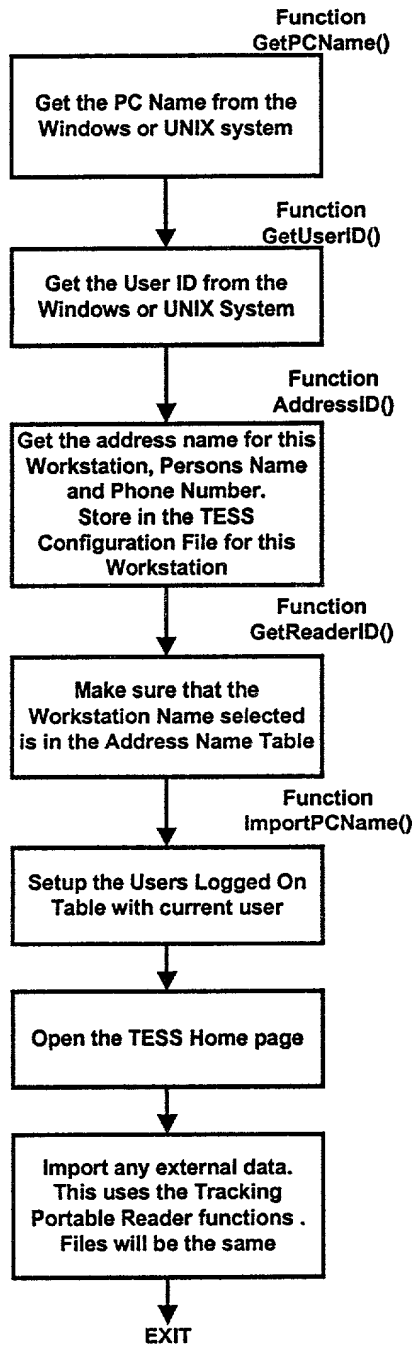 Function
GetPCName()
Get the PC Name from the
Windows or UNIX system
Function
GetUserID()
Get the User ID from the
Windows or UNIX System
Function
AddressID()
Get the address name for this
Workstation, Persons Name
and Phone Number.
Store in the TESS
Configuration File for this
Workstation
Function
GetReaderID()
Make sure that the
Workstation Name selected
is in the Address Name Table
Function
ImportPCName()
Setup the Users Logged On
Table with current user
Open the TESS Home page
Import any external data.
This uses the Tracking
Portable Reader functions .
Files will be the same
EXIT